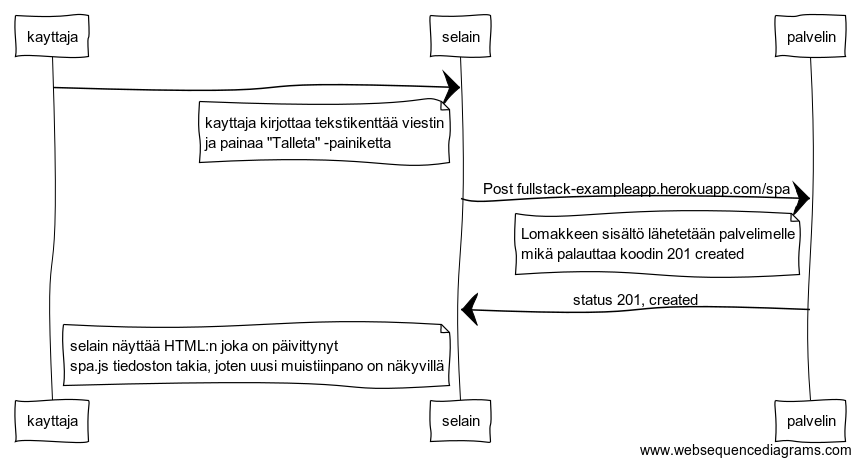 kayttaja
selain
palvelin
kayttaja kirjottaa tekstikenttää viestin
ja painaa "Talleta" -painiketta
Post fullstack-exampleapp.herokuapp.com/spa
Lomakkeen sisältö lähetetään palvelimelle
mikä palauttaa koodin 201 created
status 201, created
selain näyttää HTML:n joka on päivittynyt
spa.js tiedoston takia, joten uusi muistiinpano on näkyvillä
kayttaja
selain
palvelin
www.websequencediagrams.com